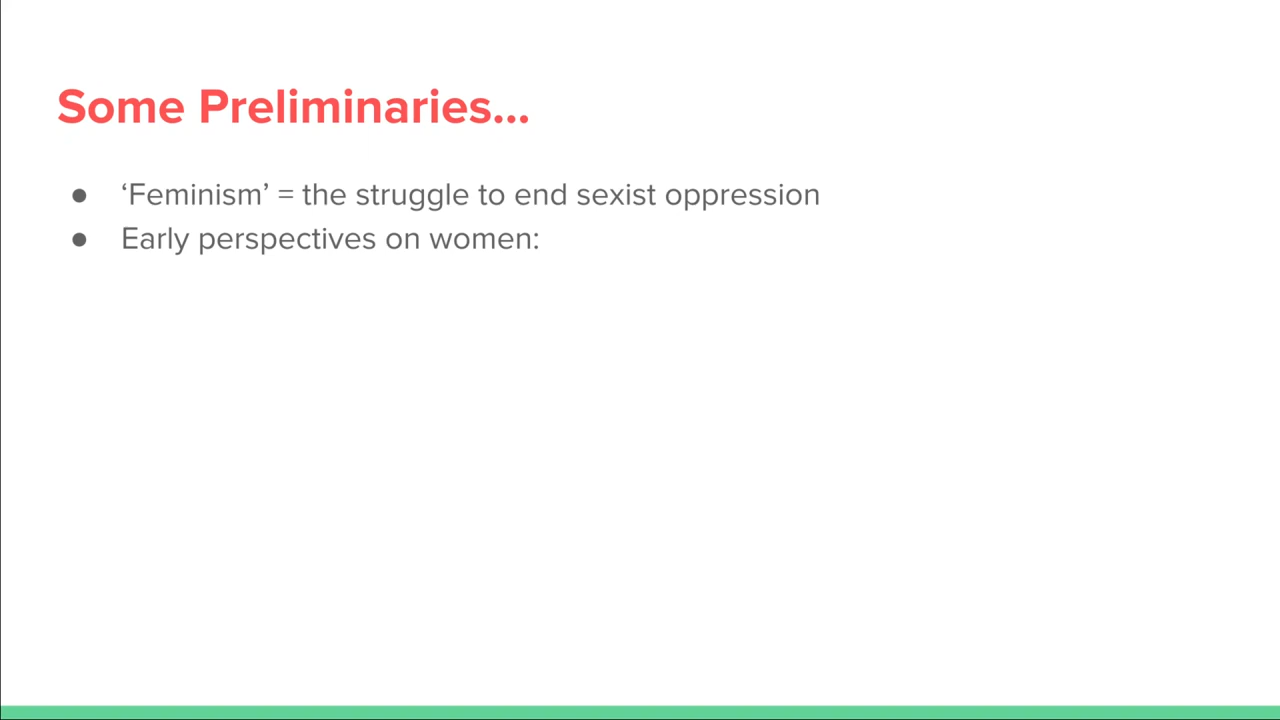 Some Preliminaries...
● ‘Feminism’ = the struggle to end sexist oppression
● Early perspectives on women: